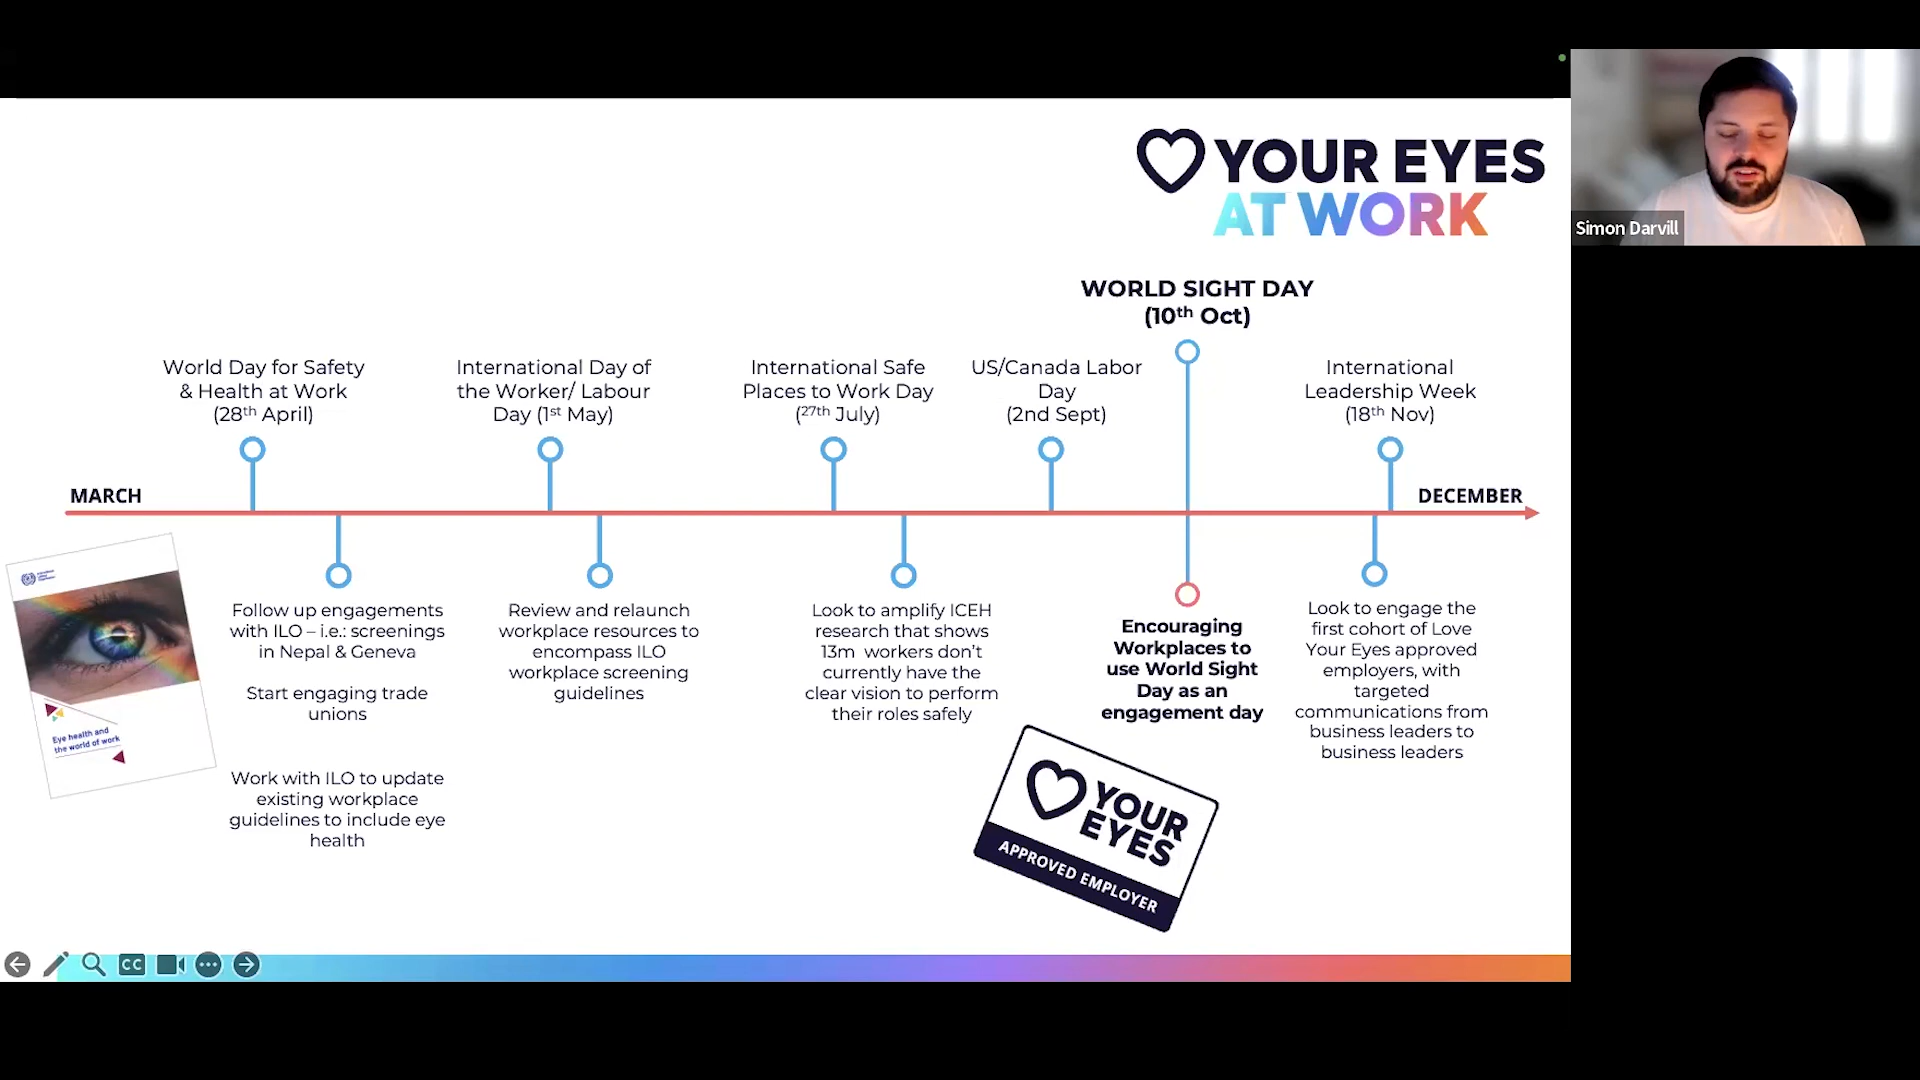 YOUR EYES
AT WORK
Simon Darvill
WORLD SIGHT DAY
(10th Oct)
World Day for Safety
& Health at Work
(28th April)
International Day of
the Worker/ Labour
Day (1st May)
International Safe
Places to Work Day
(27th July)
US/Canada Labor
Day
(2nd Sept)
International
Leadership Week
(18th Nov)
MARCH
DECEMBER
Follow up engagements
with ILO – i.e.: screenings
in Nepal & Geneva
Start engaging trade
unions
Work with ILO to update
existing workplace
guidelines to include eye
health
Review and relaunch
workplace resources to
encompass ILO
workplace screening
guidelines
Look to amplify ICEH
research that shows
13m workers don't
currently have the
clear vision to perform
their roles safely
Encouraging
Workplaces to
use World Sight
Day as an
engagement day
Look to engage the
first cohort of Love
Your Eyes approved
employers, with
targeted
communications from
business leaders to
business leaders
Eye health and
the world of work
YOUR
EYES
APPROVED EMPLOYER
CC